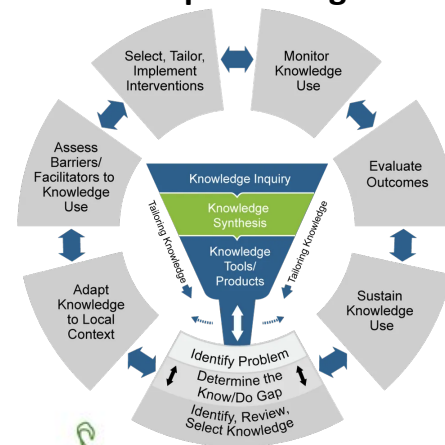 Select, Tailor,
Implement
Interventions
Monitor
Knowledge
Use
Assess
Barriers/
Facilitators to
Knowledge
Use
Evaluate
Outcomes
Knowledge Inquiry
Knowledge
Synthesis
Knowledge
Tools/
Products
Tailoring Knowledge
Tailoring Knowledge
Adapt
Knowledge
to Local
Context
Sustain
Knowledge
Use
Identify Problem
Determine the
Know/Do Gap
Identify, Review,
Select Knowledge